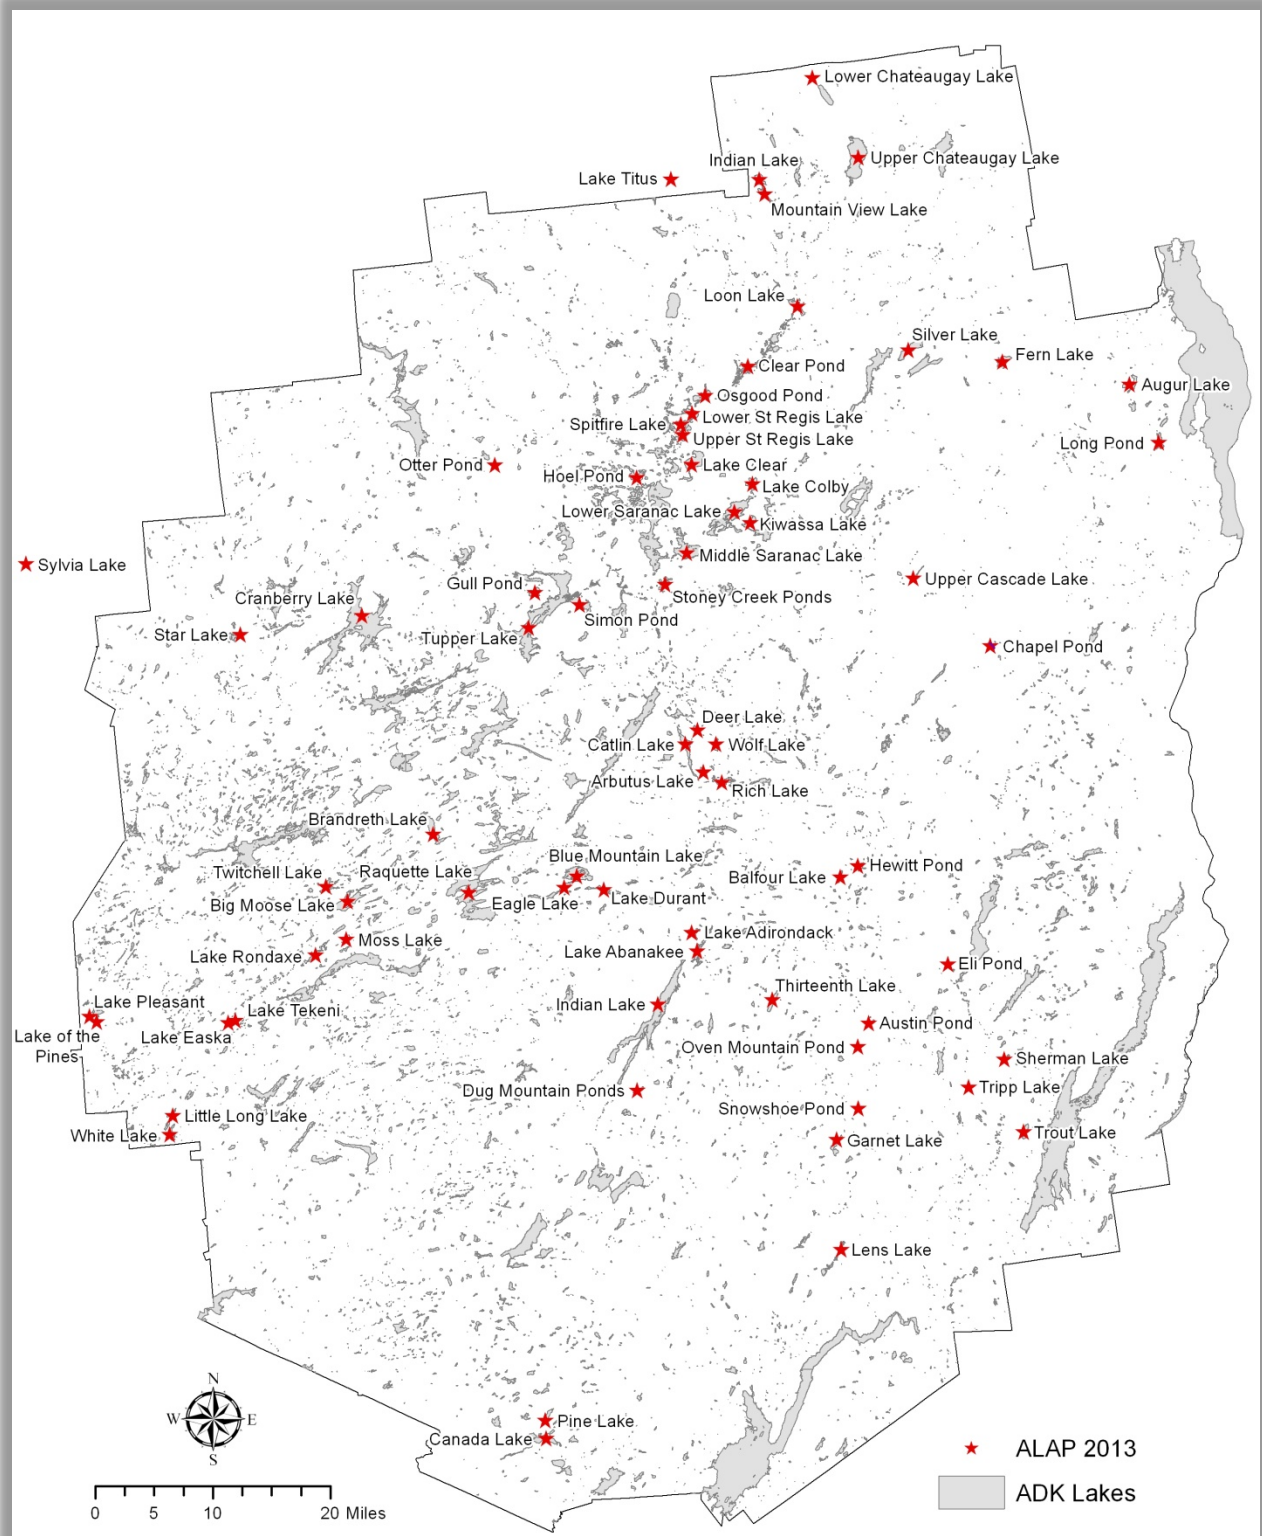 Lower Chateaugay Lake
Upper Chateaugay Lake
Indian Lake
Lake Titus
Mountain View Lake
Loon Lake
Silver Lake
Fern Lake
Clear Pond
Augur Lake
Osgood Pond
Lower St Regis Lake
Spitfire Lake
Upper St Regis Lake
Long Pond
Otter Pond
Lake Clear
Hoel Pond
Lake Colby
Lower Saranac Lake
Kiwassa Lake
Middle Saranac Lake
Sylvia Lake
Upper Cascade Lake
Gull Pond
Cranberry Lake
Stoney Creek Ponds
Simon Pond
Star Lake
Tupper Lake
Chapel Pond
Deer Lake
Catlin Lake
Wolf Lake
Arbutus Lake
Rich Lake
Brandreth Lake
Blue Mountain Lake
Hewitt Pond
Twitchell Lake
Raquette Lake
Balfour Lake
Big Moose Lake
Eagle Lake
Lake Durant
Lake Adirondack
Moss Lake
Lake Abanakee
Lake Rondaxe
Eli Pond
Thirteenth Lake
Lake Pleasant
Indian Lake
Lake Tekeni
Lake of the
Pines
Lake Easka
Austin Pond
Oven Mountain Pond
Sherman Lake
Dug Mountain Ponds
Tripp Lake
Snowshoe Pond
Little Long Lake
White Lake
Trout Lake
Garnet Lake
Lens Lake
N
W E
S
Pine Lake
Canada Lake
ALAP 2013
ADK Lakes
0 5 10 20 Miles